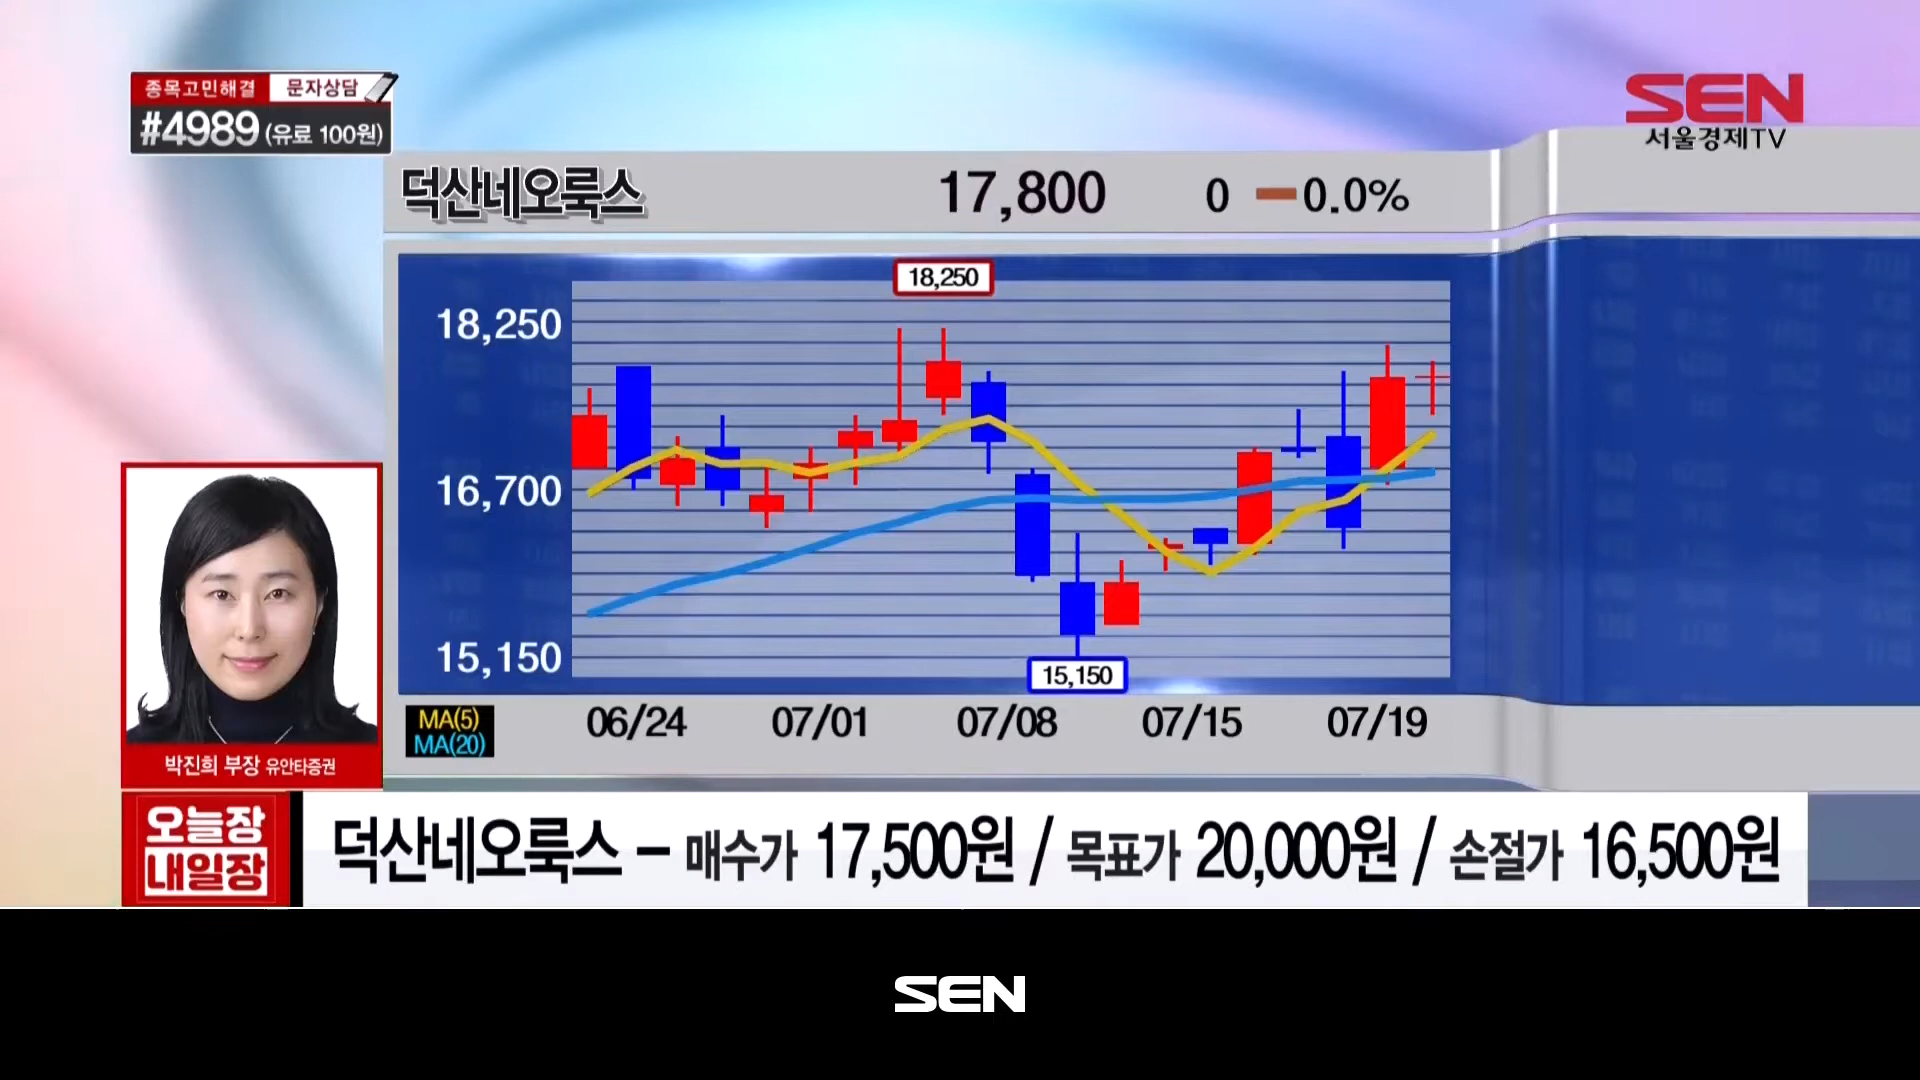 종목고민해결 문자상담
#4989 (유료 100원)
SEN
서울경제TV
덕산네오룩스 17,800 0 0.0%
18,250
18,250
16,700
15,150
15,150
MA(5)
MA(20)
06/24 07/01 07/08 07/15 07/19
박진희 부장 유안타증권
오늘장
내일장
덕산네오룩스 - 매수가 17,500원 / 목표가 20,000원 / 손절가 16,500원
SEN